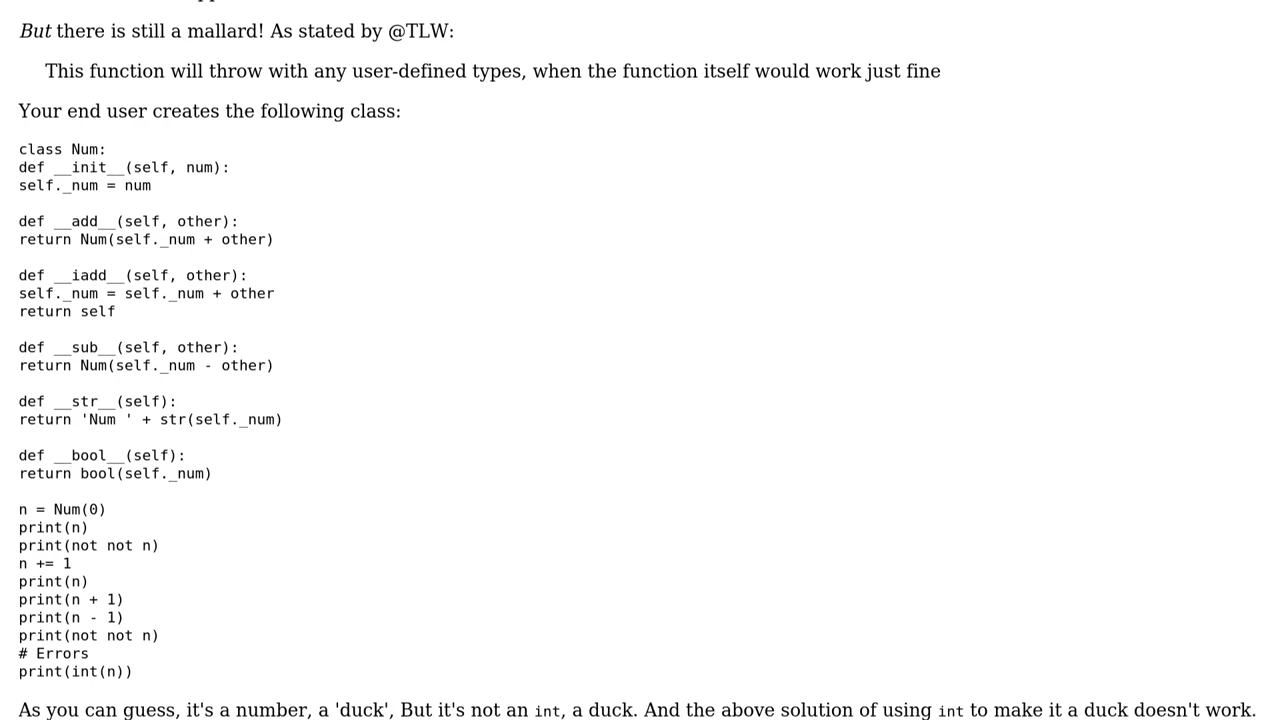 But there is still a mallard! As stated by @TLW:
This function will throw with any user-defined types, when the function itself would work just fine
Your end user creates the following class:
class Num:
def __init__(self, num):
self._num = num
def __add__(self, other):
return Num(self._num + other)
def __iadd__(self, other):
self._num = self._num + other
return self
def __sub__(self, other):
return Num(self._num - other)
def __str__(self):
return 'Num ' + str(self._num)
def __bool__(self):
return bool(self._num)
n = Num(0)
print(n)
print(not not n)
n += 1
print(n)
print(n + 1)
print(n - 1)
print(not not n)
# Errors
print(int(n))
As you can guess, it's a number, a 'duck', But it's not an int, a duck. And the above solution of using int to make it a duck doesn't work.